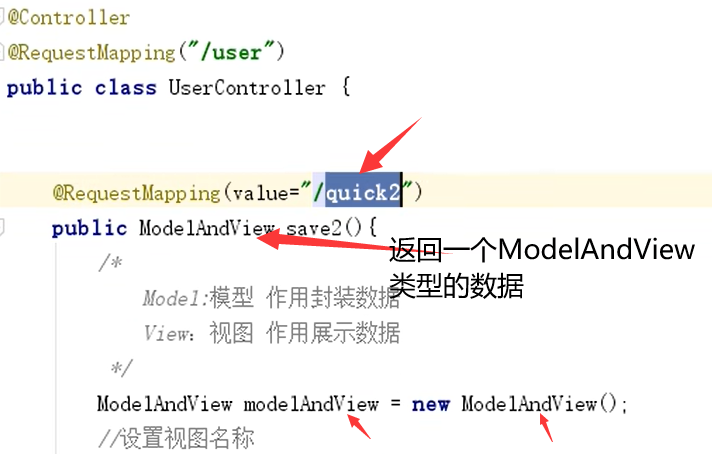 @Controller
@RequestMapping("/user")
public class UserController {
@RequestMapping(value="/quick2")
public ModelAndView save2(){
返回一个ModelAndView
类型的数据
/*
Model:模型 作用封装数据
View：视图 作用展示数据
*/
ModelAndView modelAndView = new ModelAndView();
//设置视图名称